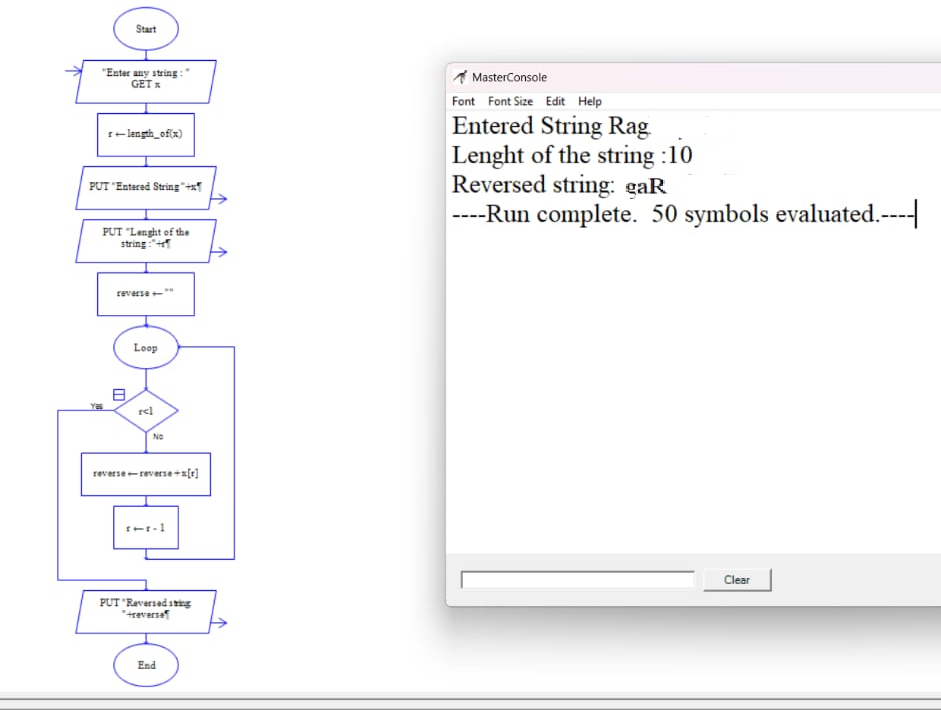 Start
"Enter any string : "
GET x
r ← length_of(x)
PUT "Entered String "+x¶
PUT "Lenght of the
string :"+r¶
reverse ← ""
Loop
Yes
r<1
No
reverse ← reverse + x[r]
r ← r - 1
PUT "Reversed string
"+reverse¶
End
MasterConsole
Font Font Size Edit Help
Entered String Rag
Lenght of the string :10
Reversed string: gaR
----Run complete. 50 symbols evaluated.----
Clear